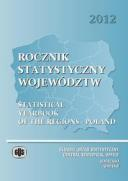 2012
ROCZNIK
STATYSTYCZNY
WOJEWÓDZTW
STATISTICAL
YEARBOOK
OF THE REGIONS - POLAND
GŁÓWNY URZĄD STATYSTYCZNY
CENTRAL STATISTICAL OFFICE